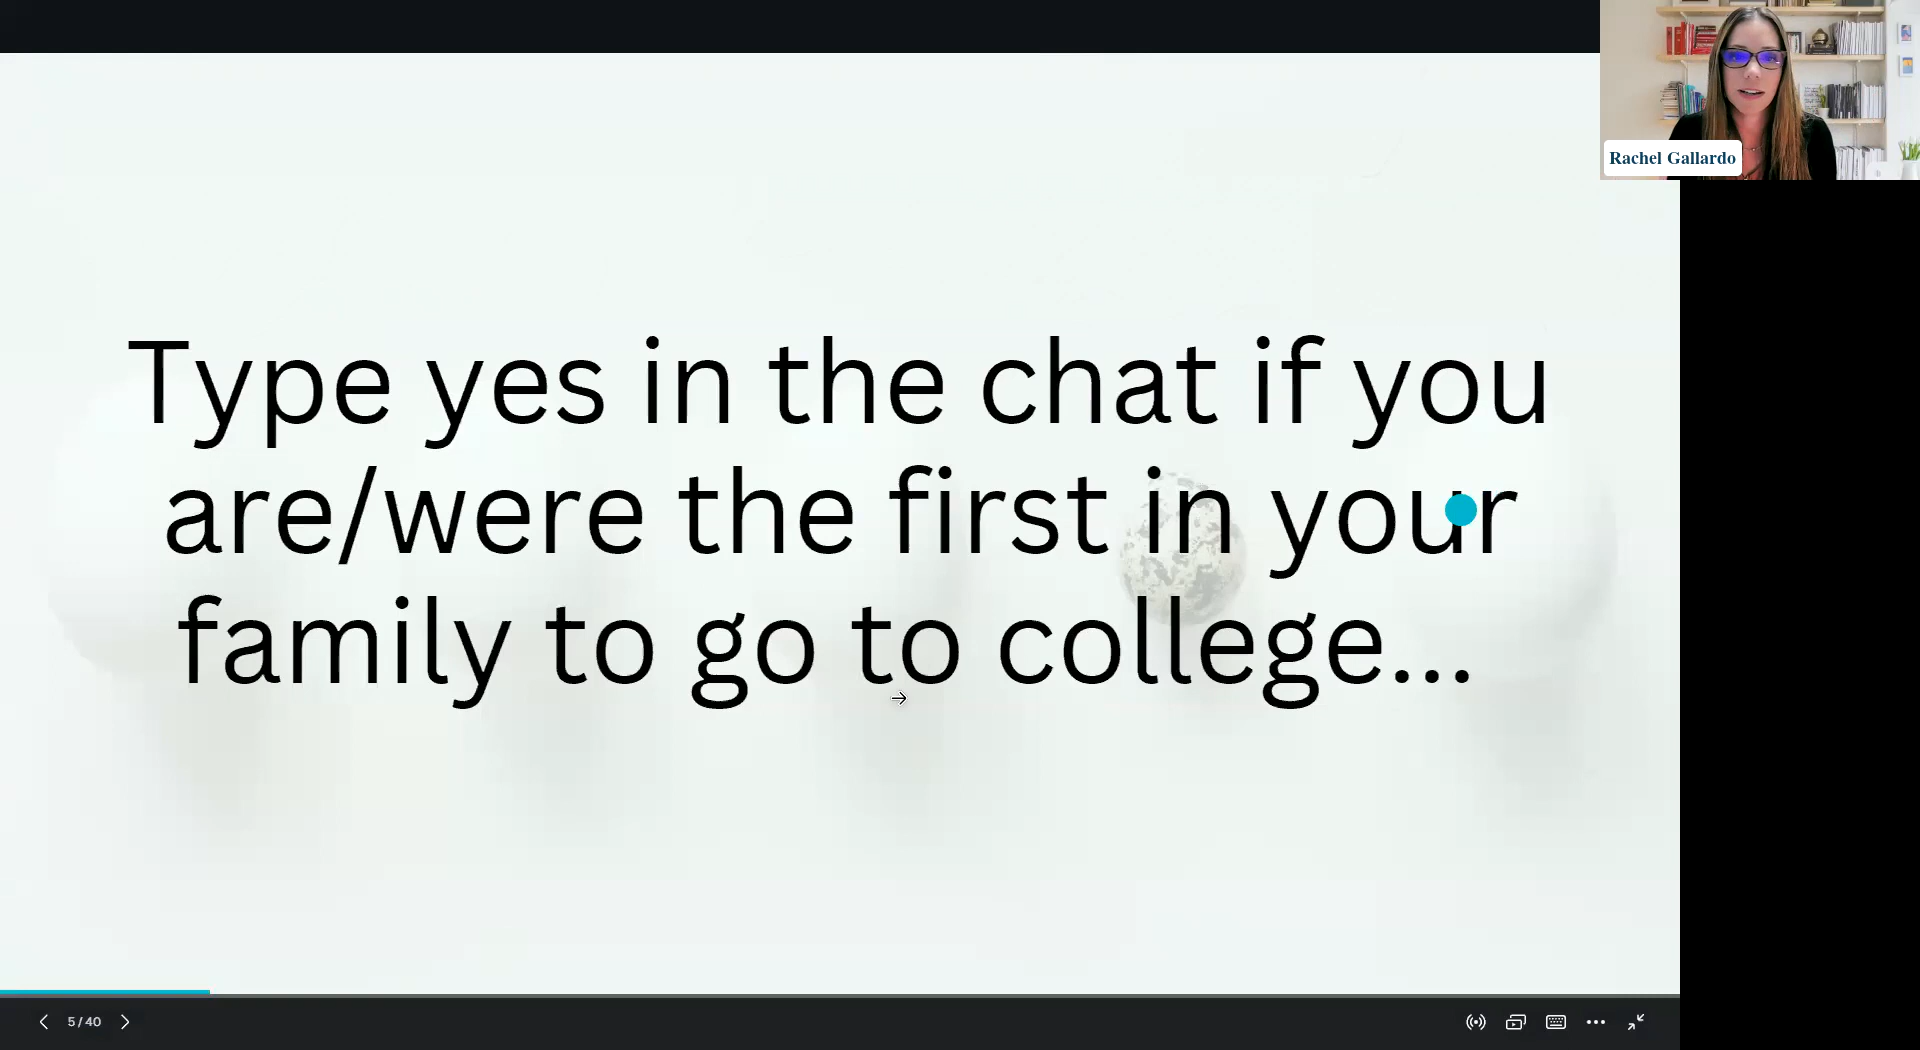 Rachel Gallardo
Type yes in the chat if you
are/were the first in your
family to go to college...
5 / 40